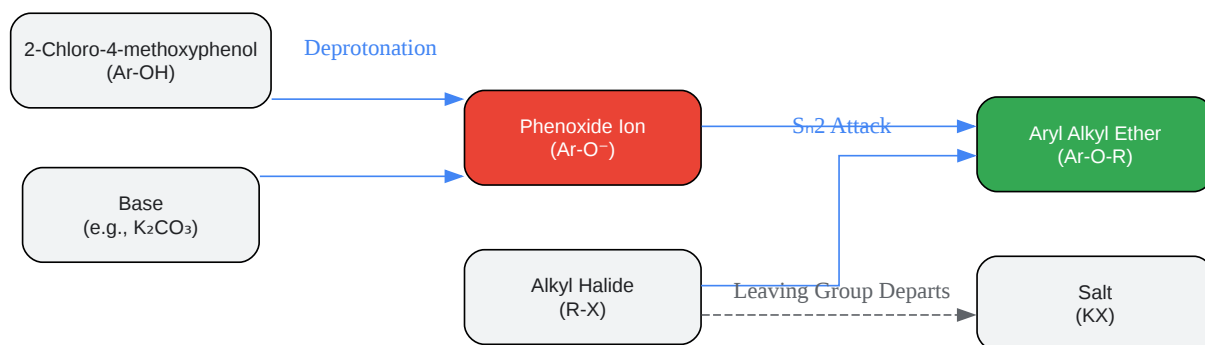 2-Chloro-4-methoxyphenol
(Ar-OH)
Deprotonation
Base
(e.g., K₂CO₃)
Phenoxide Ion
(Ar-O⁻)
Sₙ2 Attack
Aryl Alkyl Ether
(Ar-O-R)
Alkyl Halide
(R-X)
Leaving Group Departs
Salt
(KX)